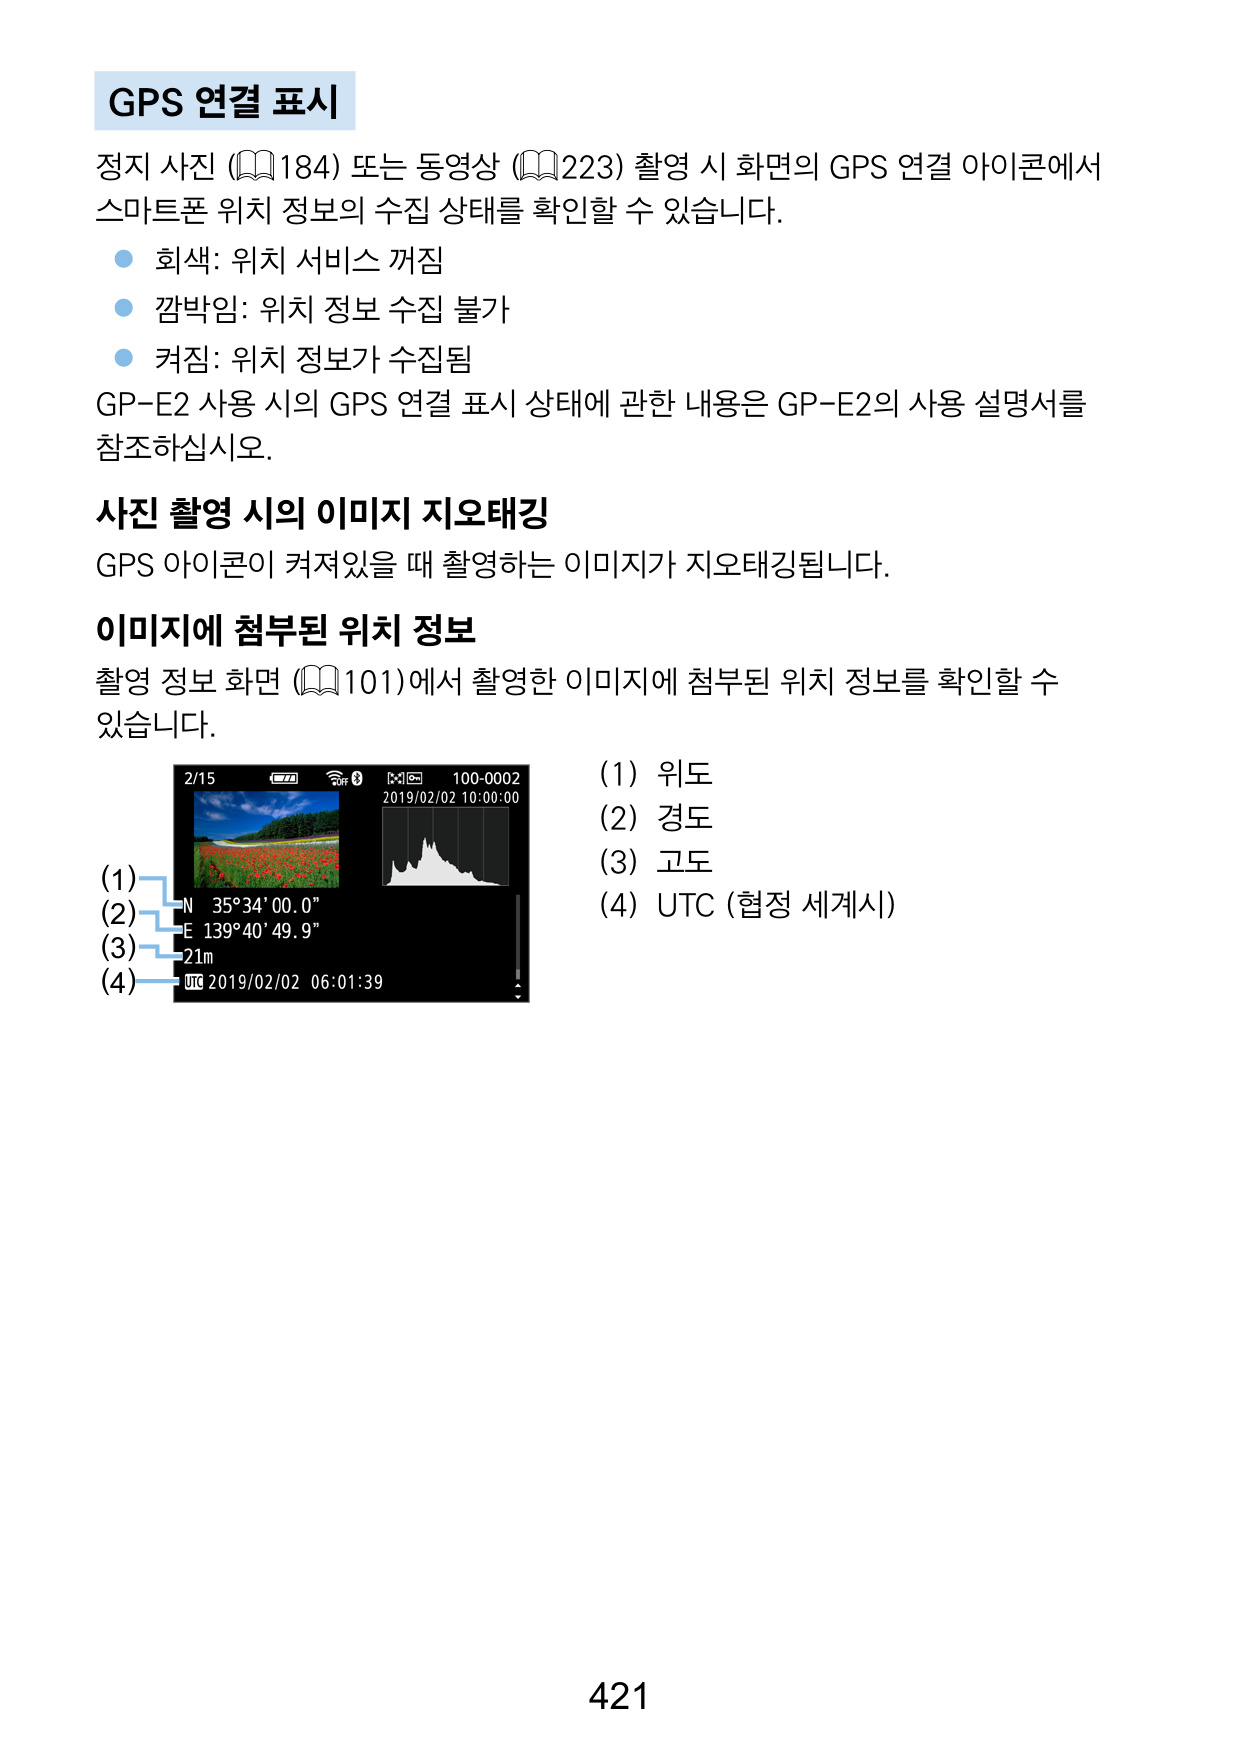 GPS 연결 표시
정지 사진 (184) 또는 동영상 (223) 촬영 시 화면의 GPS 연결 아이콘에서
스마트폰 위치 정보의 수집 상태를 확인할 수 있습니다.
● 회색: 위치 서비스 꺼짐
● 깜박임: 위치 정보 수집 불가
● 켜짐: 위치 정보가 수집됨
GP-E2 사용 시의 GPS 연결 표시 상태에 관한 내용은 GP-E2의 사용 설명서를
참조하십시오.
사진 촬영 시의 이미지 지오태깅
GPS 아이콘이 켜져있을 때 촬영하는 이미지가 지오태깅됩니다.
이미지에 첨부된 위치 정보
촬영 정보 화면 (101)에서 촬영한 이미지에 첨부된 위치 정보를 확인할 수
있습니다.
2/15 OFF 100-0002
2019/02/02 10:00:00
(1) N 35°34'00.0"
(2) E 139°40'49.9"
(3) 21m
(4) UTC 2019/02/02 06:01:39
(1) 위도
(2) 경도
(3) 고도
(4) UTC (협정 세계시)
421